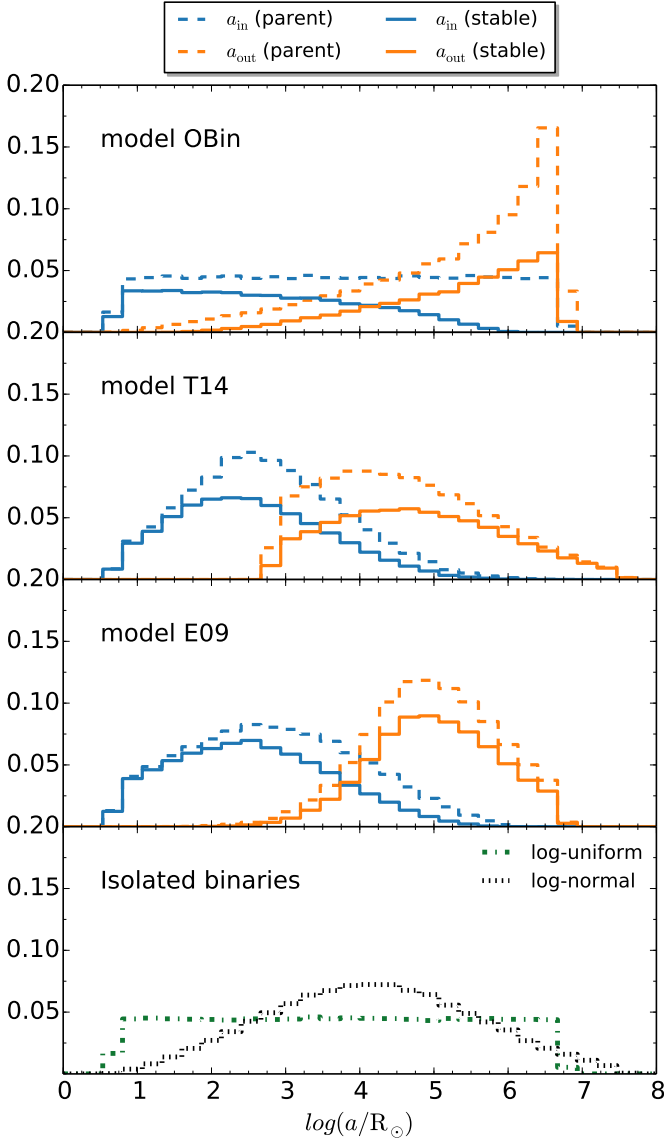 a_in (parent) a_in (stable)
a_out (parent) a_out (stable)
0.20
model OBin
0.15
0.10
0.05
0.20
model T14
0.15
0.10
0.05
0.20
model E09
0.15
0.10
0.05
0.20
log-uniform
Isolated binaries
log-normal
0.15
0.10
0.05
0 1 2 3 4 5 6 7 8
log(a/R☉)